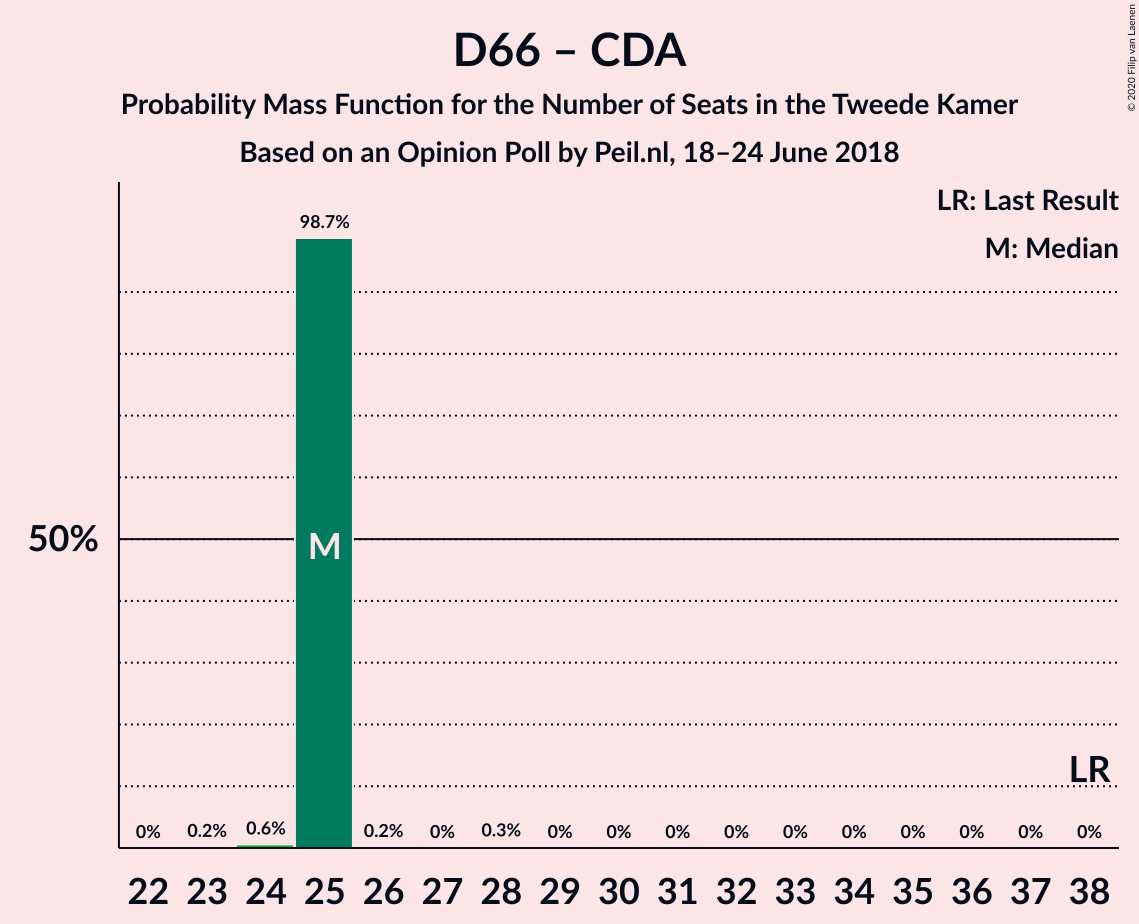 D66 – CDA
Probability Mass Function for the Number of Seats in the Tweede Kamer
Based on an Opinion Poll by Peil.nl, 18–24 June 2018
© 2020 Filip van Laenen
LR: Last Result
M: Median
98.7%
50%
M
LR
0% 0.2% 0.6% 0.2% 0% 0.3% 0% 0% 0% 0% 0% 0% 0% 0% 0% 0%
22 23 24 25 26 27 28 29 30 31 32 33 34 35 36 37 38